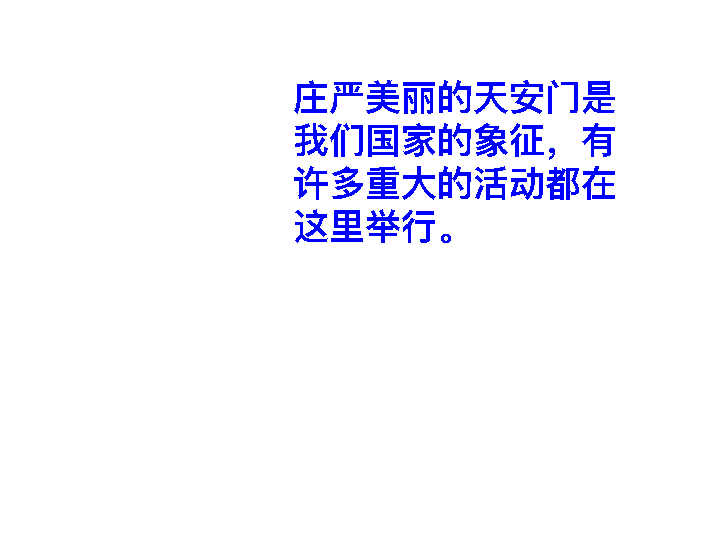 庄严美丽的天安门是
我们国家的象征，有
许多重大的活动都在
这里举行。